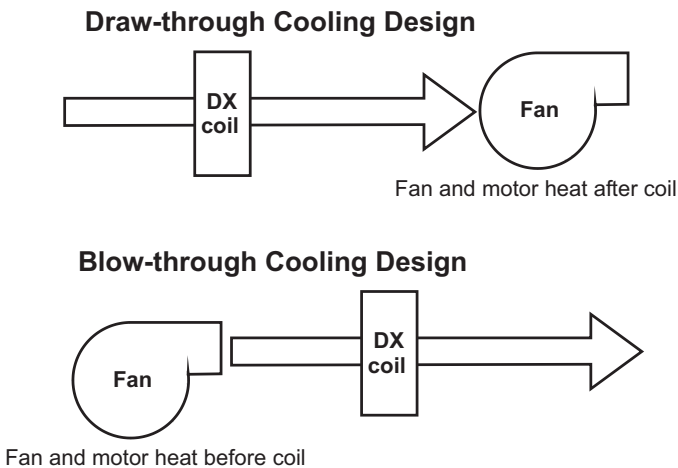 Draw-through Cooling Design
DX
coil
Fan
Fan and motor heat after coil
Blow-through Cooling Design
Fan
DX
coil
Fan and motor heat before coil